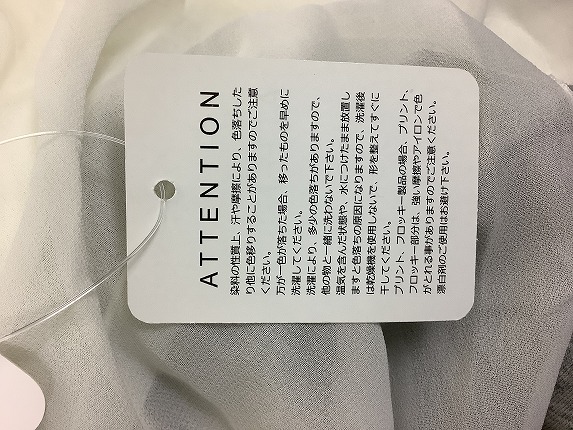 ATTENTION
染料の性質上、汗や摩擦により、色落ちした
り他に色移りすることがありますのでご注意
ください。
万が一色が落ちた場合、移ったものを早めに
洗濯してください。
洗濯により、多少の色落ちがありますので、
他の物と一緒に洗わないで下さい。
温気を含んだ状態や、水につけたまま放置し
ますと色落ちの原因になりますので、洗濯後
は乾燥機を使用しないで、形を整えてすぐに
干してください。
プリント、フロッキー製品の場合、プリント、
フロッキー部分は、強い摩擦やアイロンで色
がとれる事がありますのでご注意ください。
漂白剤のご使用はお避け下さい。